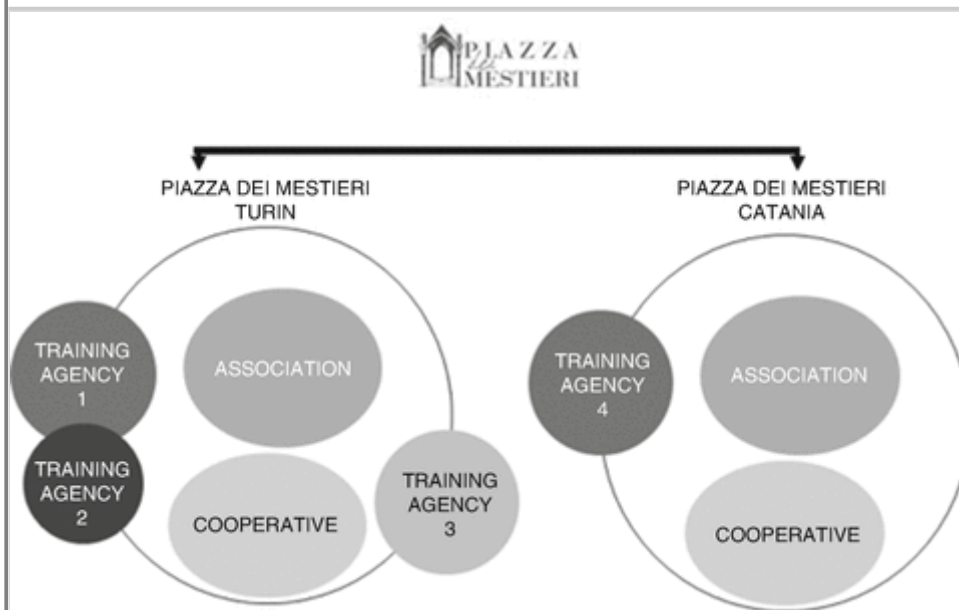 PIAZZA
dei
MESTIERI
PIAZZA DEI MESTIERI
TURIN
PIAZZA DEI MESTIERI
CATANIA
TRAINING
AGENCY
1
ASSOCIATION
TRAINING
AGENCY
2
COOPERATIVE
TRAINING
AGENCY
3
TRAINING
AGENCY
4
ASSOCIATION
COOPERATIVE